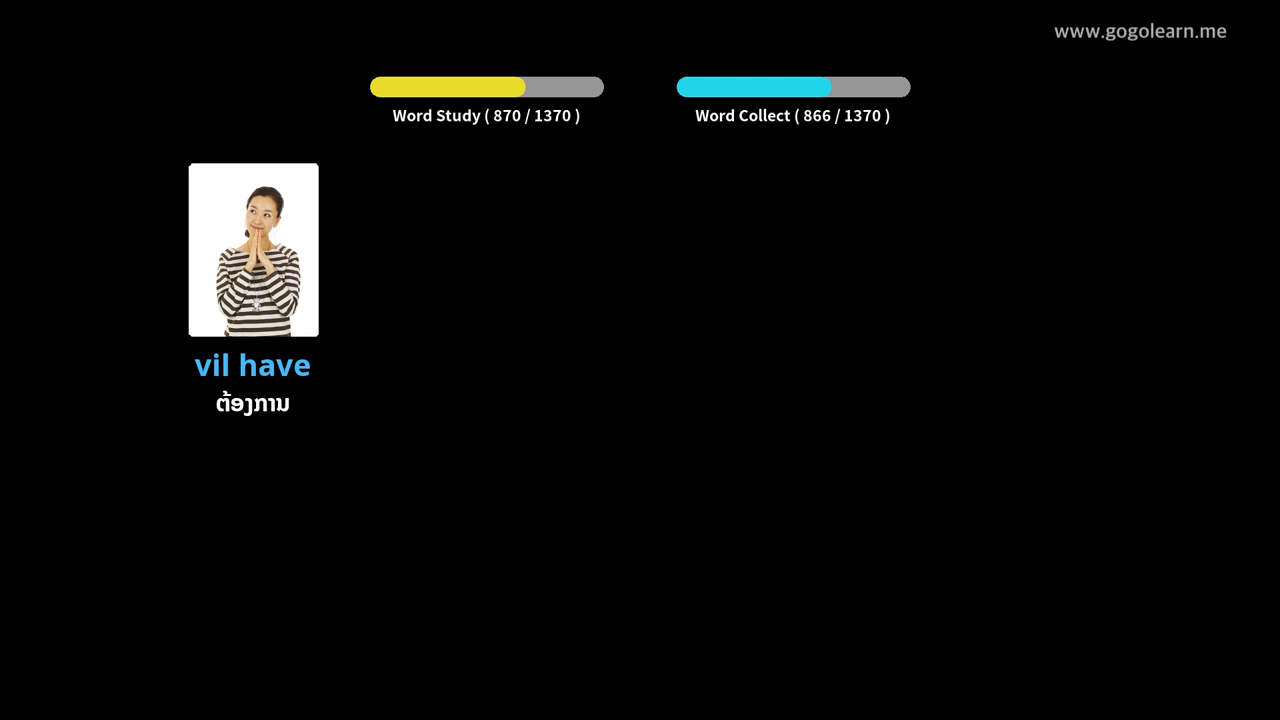 www.gogolearn.me
Word Study ( 870 / 1370 )
Word Collect ( 866 / 1370 )
vil have
ຕ້ອງການ